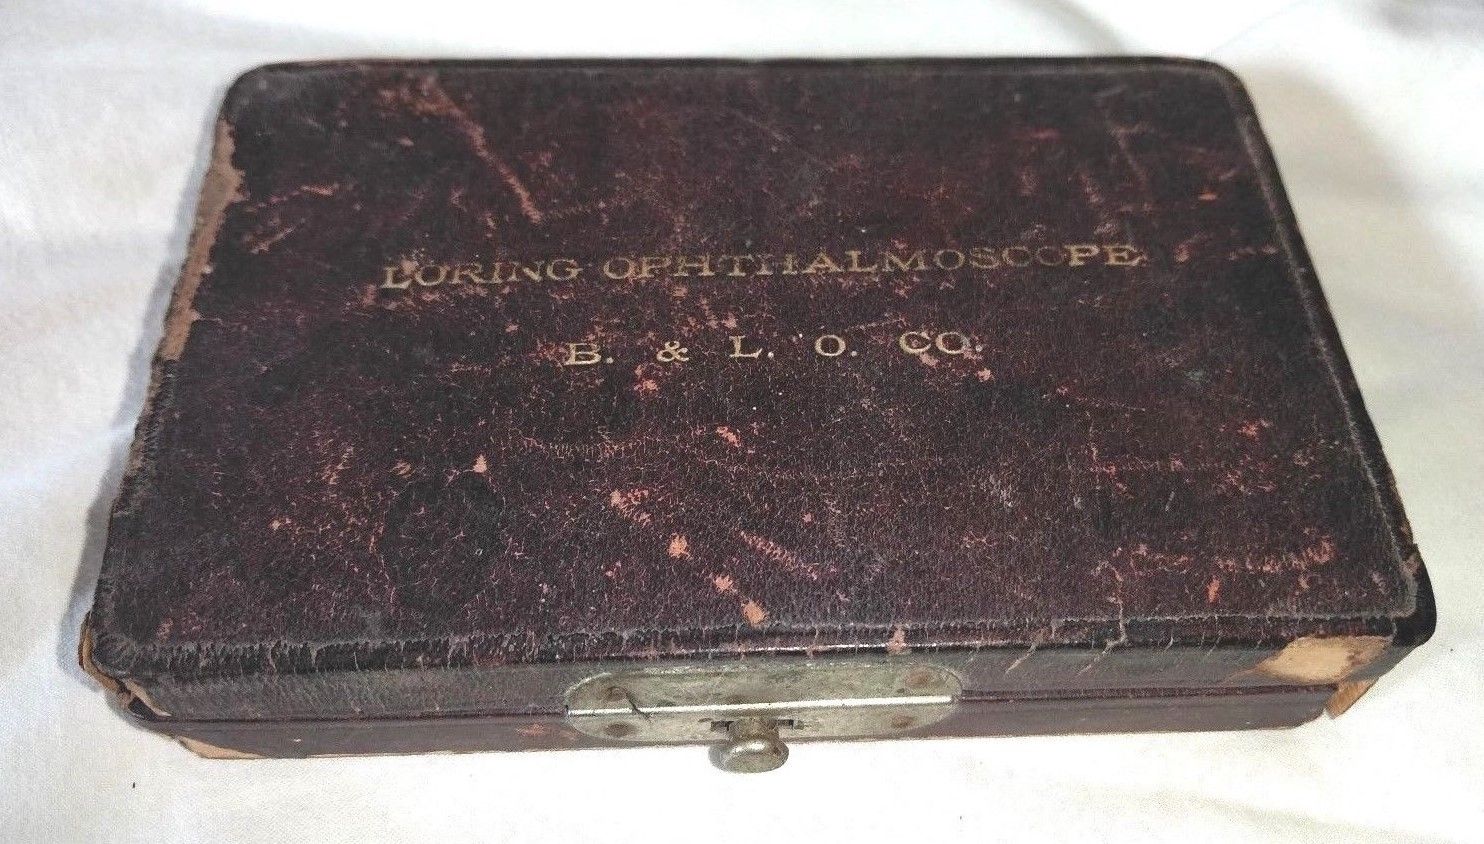 LORING OPHTHALMOSCOPE
B. & L. O. CO.